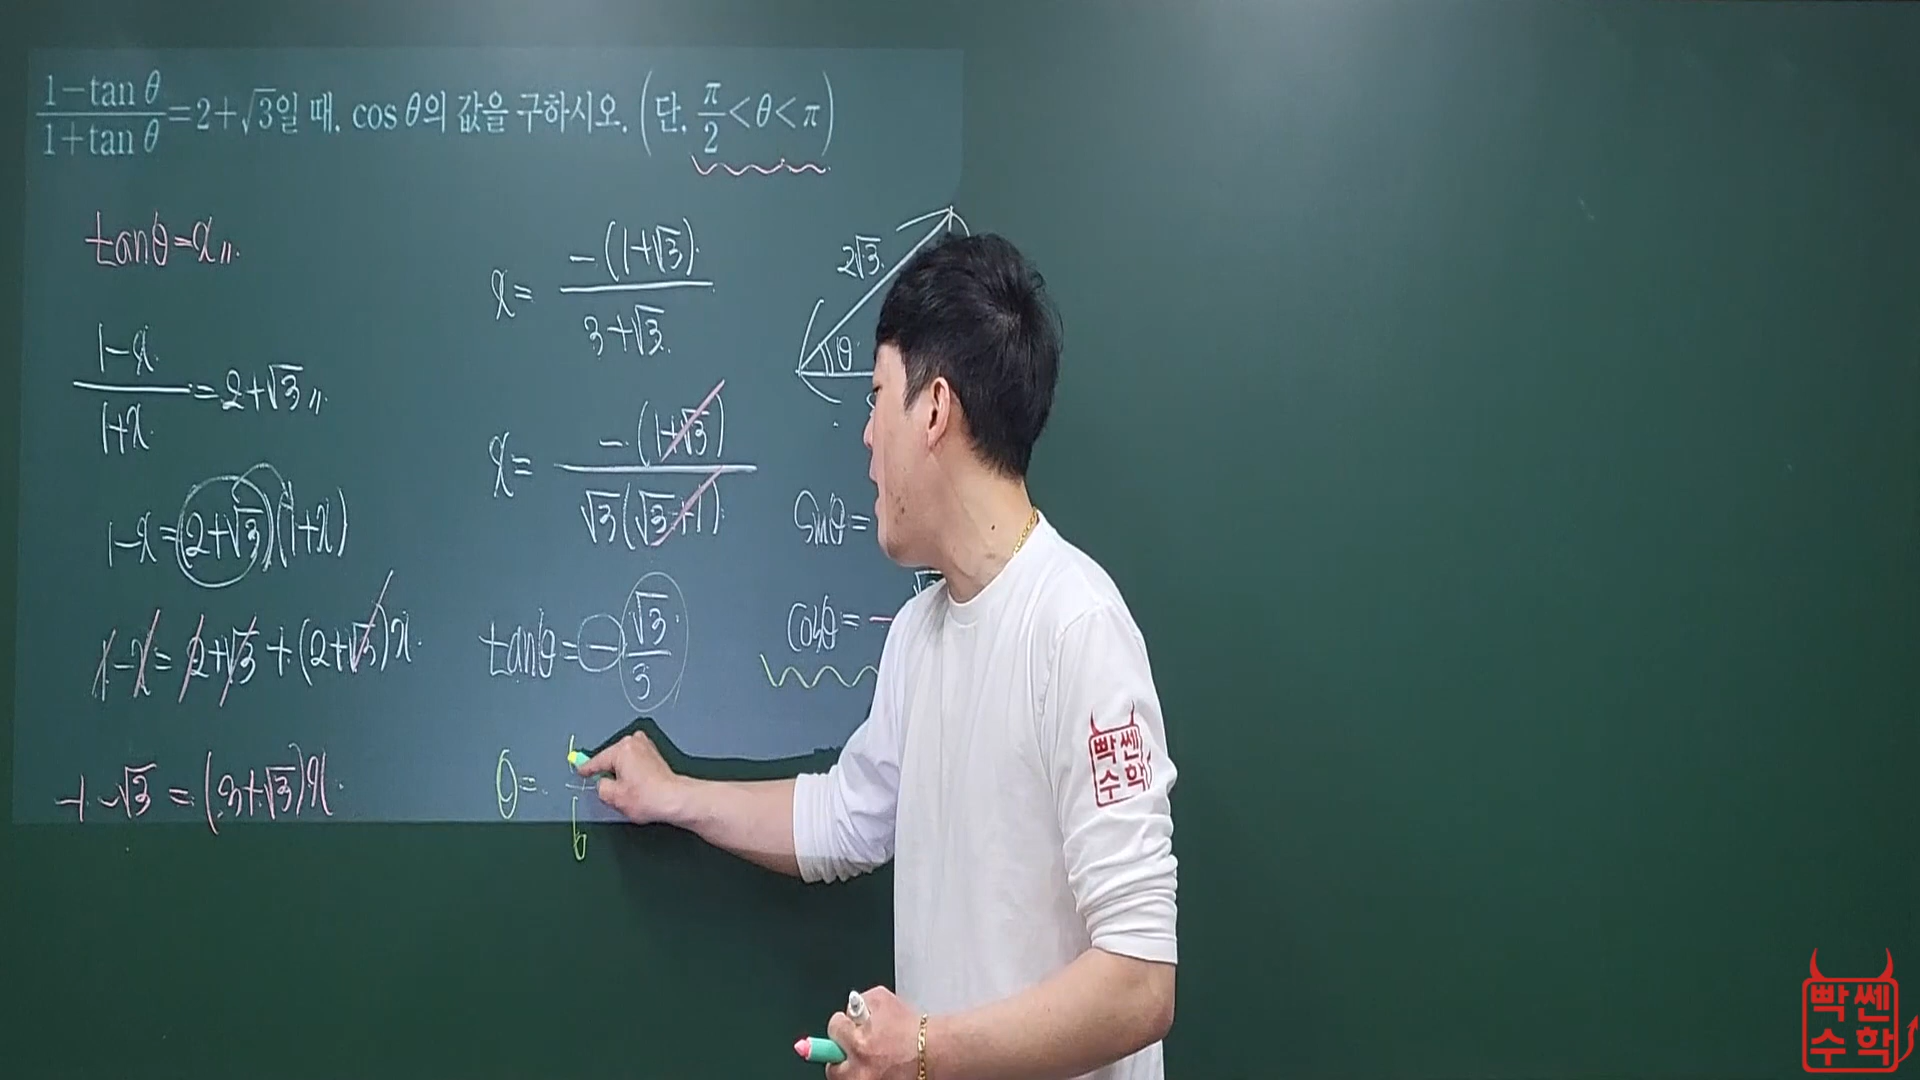 (1-tan θ)/(1+tan θ)=2+√3일 때, cos θ의 값을 구하시오. (단, π/2<θ<π)
tanθ=x
(1-x)/(1+x)=2+√3
1-x=(2+√3)(1+x)
1-x=2+√3+(2+√3)x
-1-√3=(3+√3)x
x=-(1+√3)/(3+√3)
x=-(1+√3)/(√3(√3+1))
tanθ=-√3/3
θ=
6
2√3
θ
sinθ=
cosθ=-
빡쎈
수학
빡쎈
수학